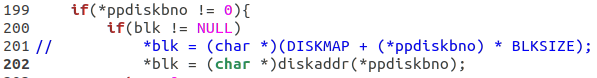 199     if(*ppdiskbno != 0){
200         if(blk != NULL)
201 //          *blk = (char *)(DISKMAP + (*ppdiskbno) * BLKSIZE);
202             *blk = (char *)diskaddr(*ppdiskbno);